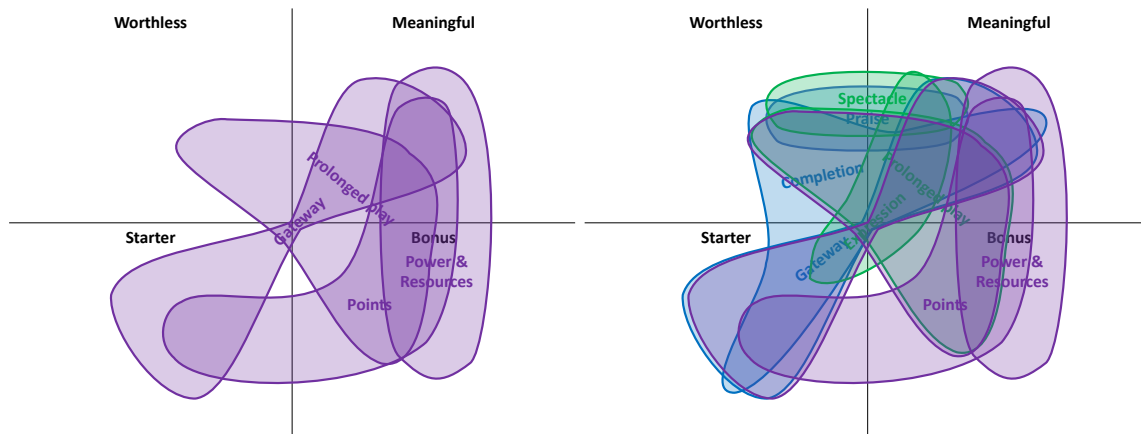 Worthless
Meaningful
Prolonged play
Gateway
Starter
Bonus
Power &
Resources
Points
Worthless
Meaningful
Spectacle
Praise
Completion
Prolonged play
Expression
Starter
Gateway
Bonus
Power &
Resources
Points